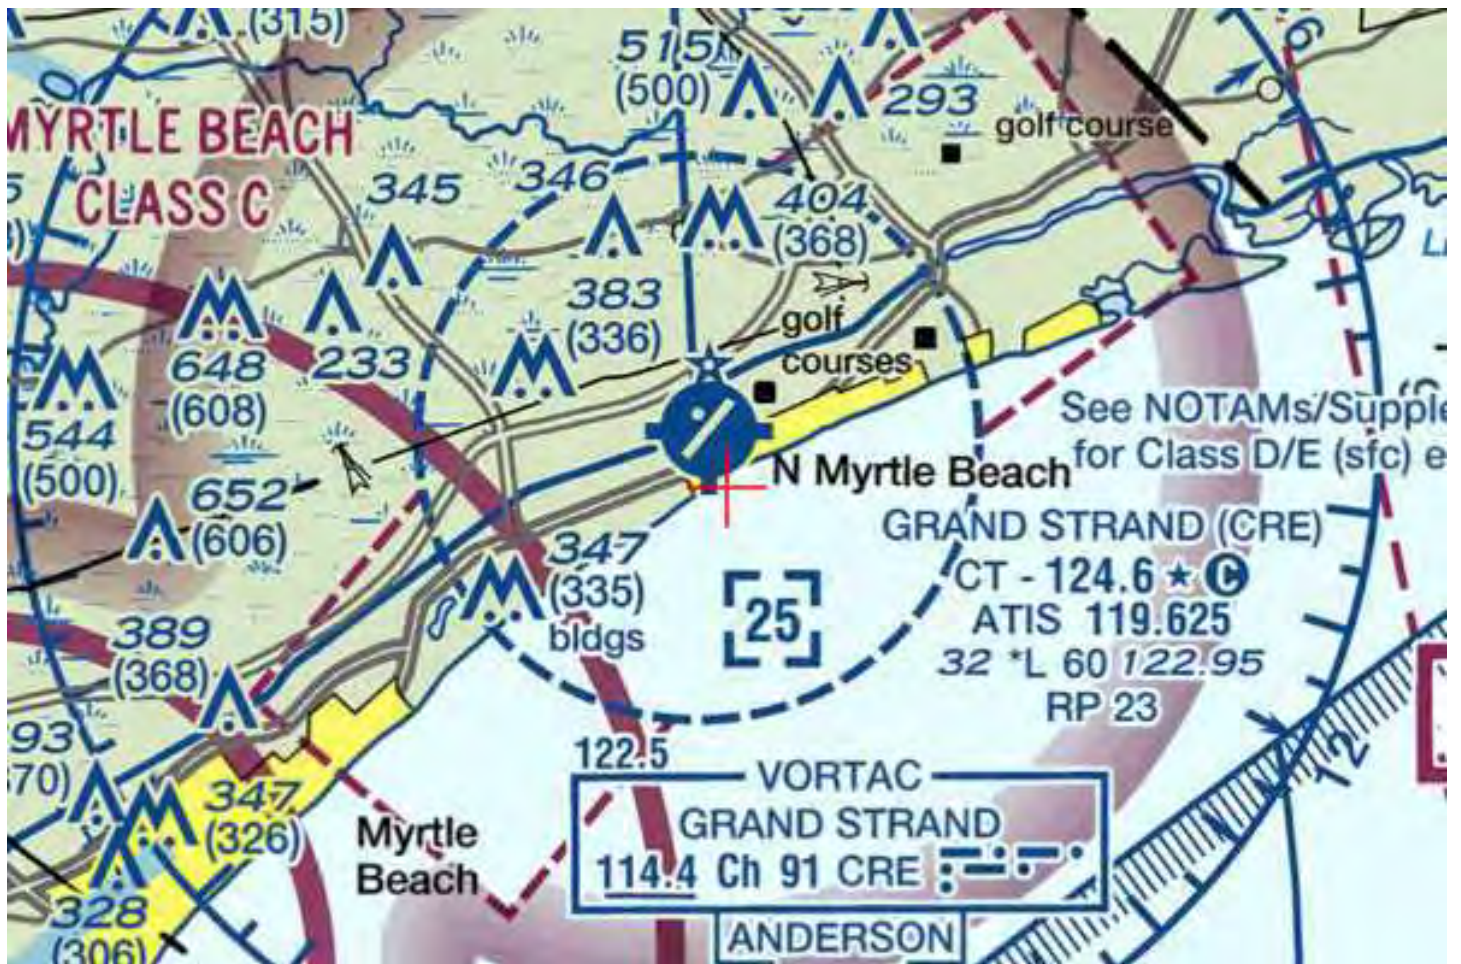 (315)
MYRTLE BEACH
CLASS C
515
(500)
293
golf course
345
346
404
(368)
383
(336)
golf
courses
648
(608)
233
544
(500)
652
(606)
See NOTAMs/Supple
for Class D/E (sfc) e
N Myrtle Beach
GRAND STRAND (CRE)
CT - 124.6 ★ C
ATIS 119.625
32 *L 60 122.95
RP 23
347
(335)
bldgs
25
389
(368)
93
70)
347
(326)
Myrtle
Beach
328
(306)
122.5
VORTAC
GRAND STRAND
114.4 Ch 91 CRE
ANDERSON
0
6
12